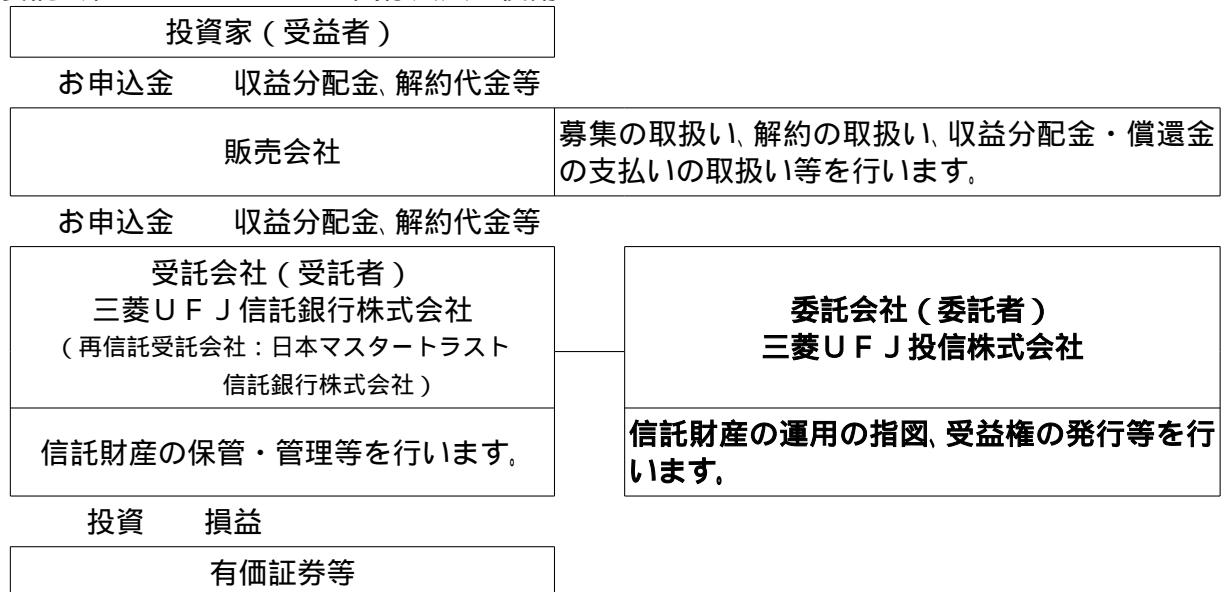 投資家（受益者）
お申込金　　収益分配金、解約代金等
販売会社
募集の取扱い、解約の取扱い、収益分配金・償還金
の支払いの取扱い等を行います。
お申込金　　収益分配金、解約代金等
受託会社（受託者）
三菱ＵＦＪ信託銀行株式会社
（再信託受託会社：日本マスタートラスト
信託銀行株式会社）
委託会社（委託者）
三菱ＵＦＪ投信株式会社
信託財産の保管・管理等を行います。
信託財産の運用の指図、受益権の発行等を行
います。
投資　　損益
有価証券等